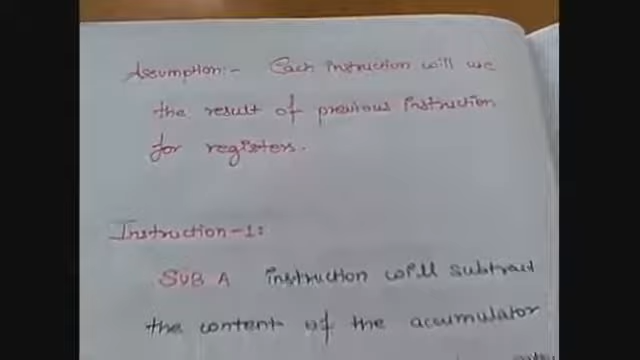 Assumption:- Each instruction will use
the result of previous instruction
for registers.
Instruction-1:
SUB A instruction will subtract
the content of the accumulator